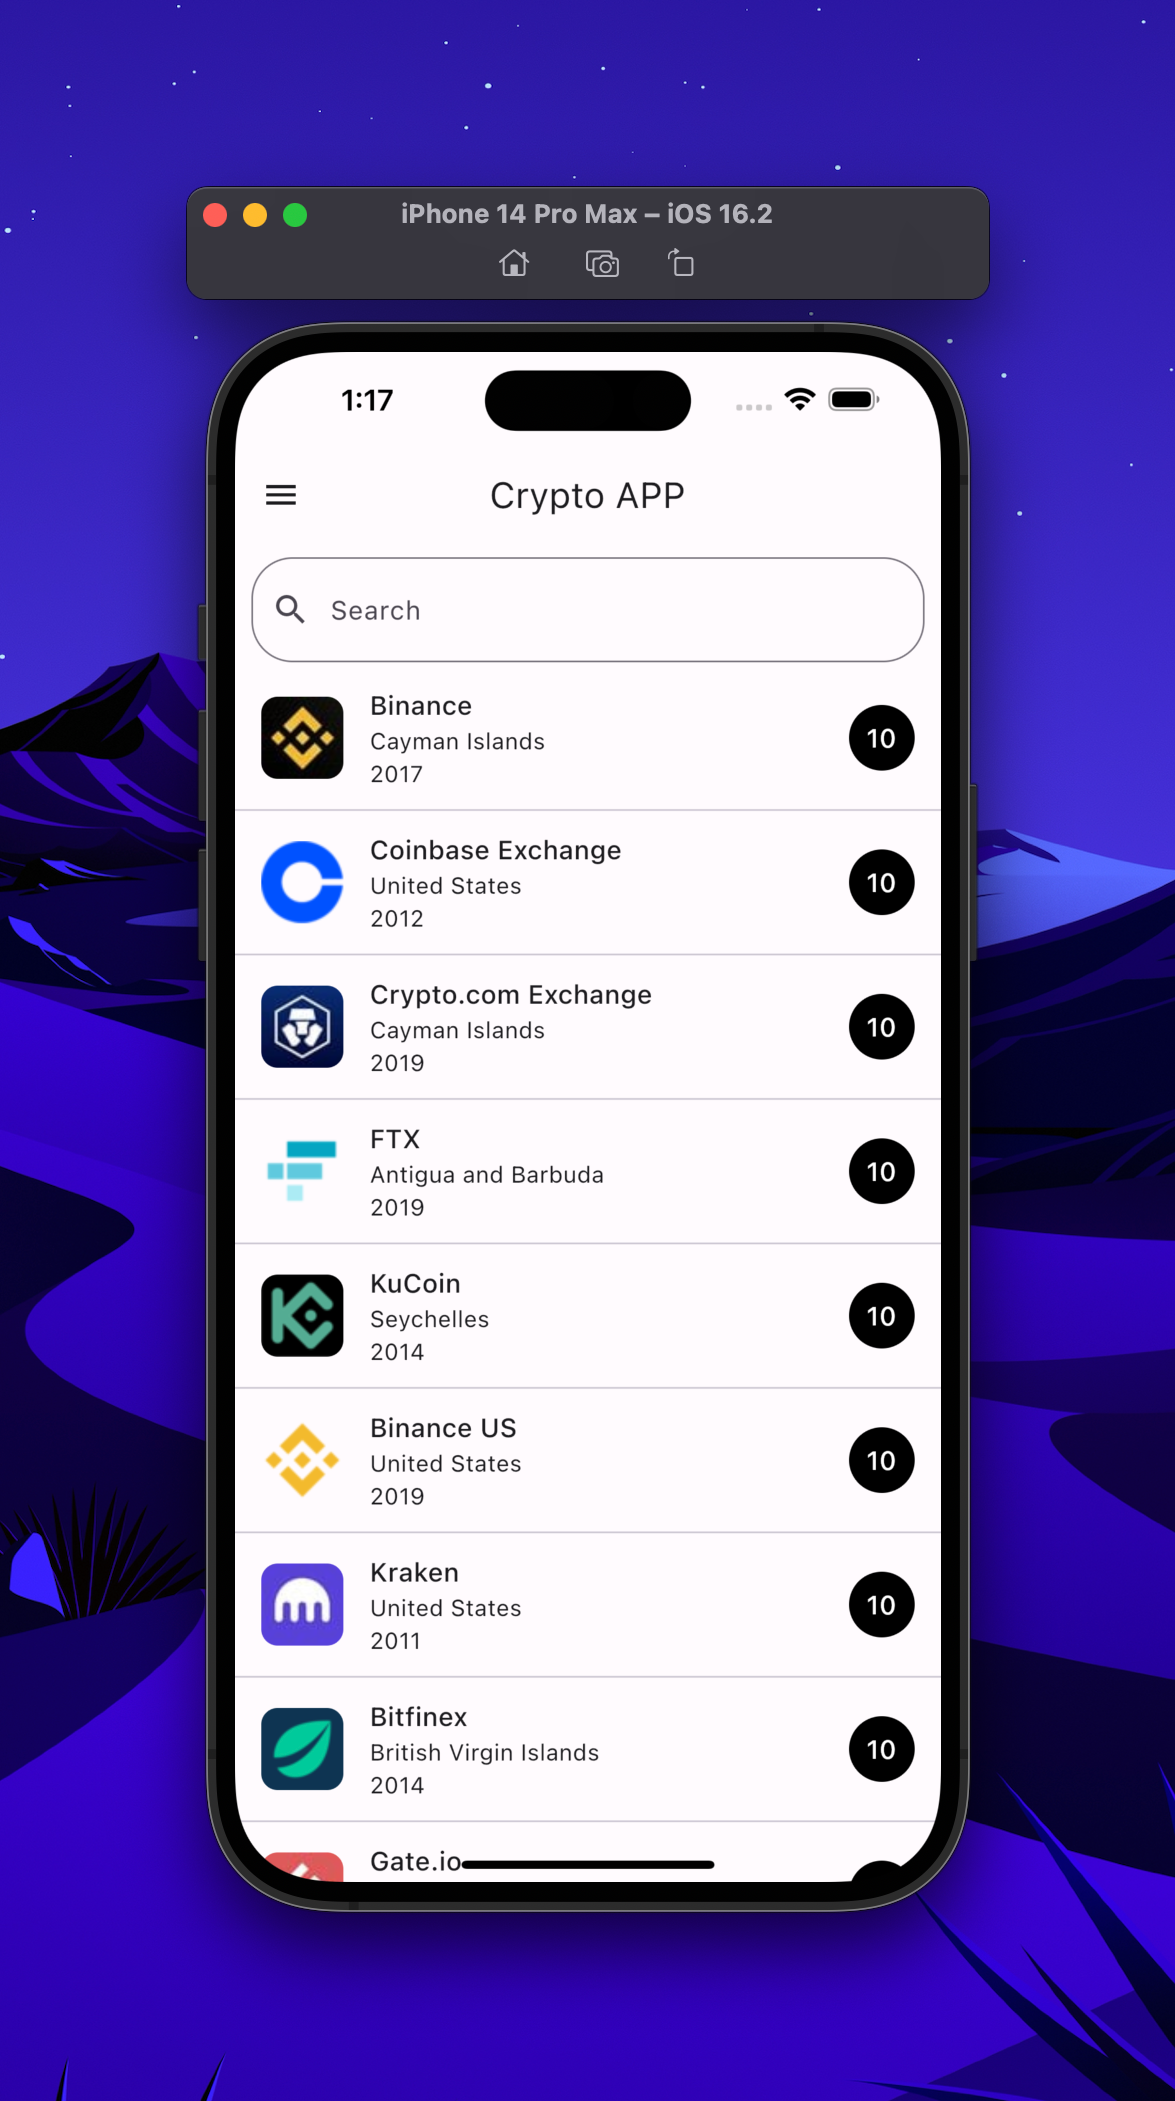 iPhone 14 Pro Max – iOS 16.2
1:17
Crypto APP
Search
Binance
Cayman Islands
2017
10
Coinbase Exchange
United States
2012
10
Crypto.com Exchange
Cayman Islands
2019
10
FTX
Antigua and Barbuda
2019
10
KuCoin
Seychelles
2014
10
Binance US
United States
2019
10
Kraken
United States
2011
10
Bitfinex
British Virgin Islands
2014
10
Gate.io